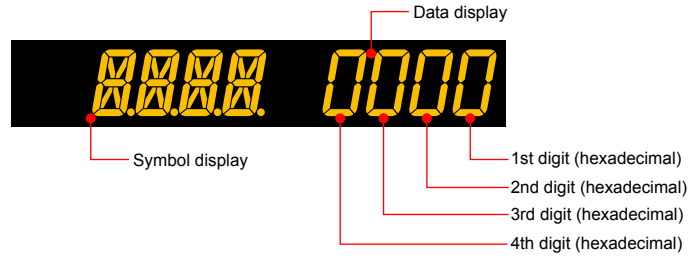 Data display
8.8.8.8. 0000
Symbol display
1st digit (hexadecimal)
2nd digit (hexadecimal)
3rd digit (hexadecimal)
4th digit (hexadecimal)